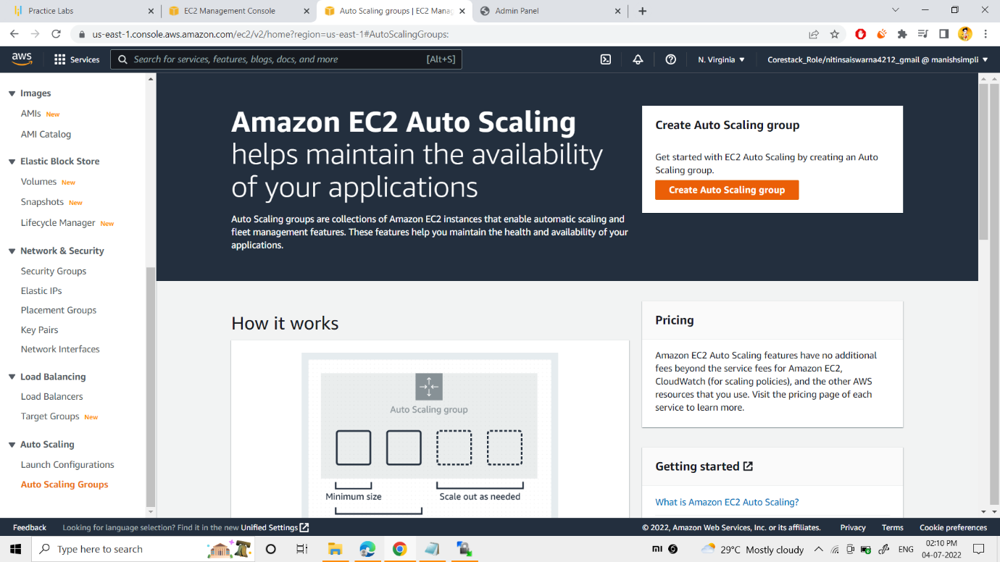 Practice Labs
EC2 Management Console
Auto Scaling groups | EC2 Manag
Admin Panel
us-east-1.console.aws.amazon.com/ec2/v2/home?region=us-east-1#AutoScalingGroups:
aws
Services
Search for services, features, blogs, docs, and more
[Alt+S]
N. Virginia
Corestack_Role/nitinsaiswarna4212_gmail @ manishsimpli
Images
AMIs New
AMI Catalog
Elastic Block Store
Volumes New
Snapshots New
Lifecycle Manager New
Network & Security
Security Groups
Elastic IPs
Placement Groups
Key Pairs
Network Interfaces
Load Balancing
Load Balancers
Target Groups New
Auto Scaling
Launch Configurations
Auto Scaling Groups
Amazon EC2 Auto Scaling
helps maintain the availability
of your applications
Auto Scaling groups are collections of Amazon EC2 instances that enable automatic scaling and
fleet management features. These features help you maintain the health and availability of your
applications.
Create Auto Scaling group
Get started with EC2 Auto Scaling by creating an Auto
Scaling group.
Create Auto Scaling group
How it works
Auto Scaling group
Minimum size
Scale out as needed
Pricing
Amazon EC2 Auto Scaling features have no additional
fees beyond the service fees for Amazon EC2,
CloudWatch (for scaling policies), and the other AWS
resources that you use. Visit the pricing page of each
service to learn more.
Getting started
What is Amazon EC2 Auto Scaling?
Feedback
Looking for language selection? Find it in the new Unified Settings
© 2022, Amazon Web Services, Inc. or its affiliates.
Privacy
Terms
Cookie preferences
Type here to search
29°C Mostly cloudy
ENG
02:10 PM
04-07-2022